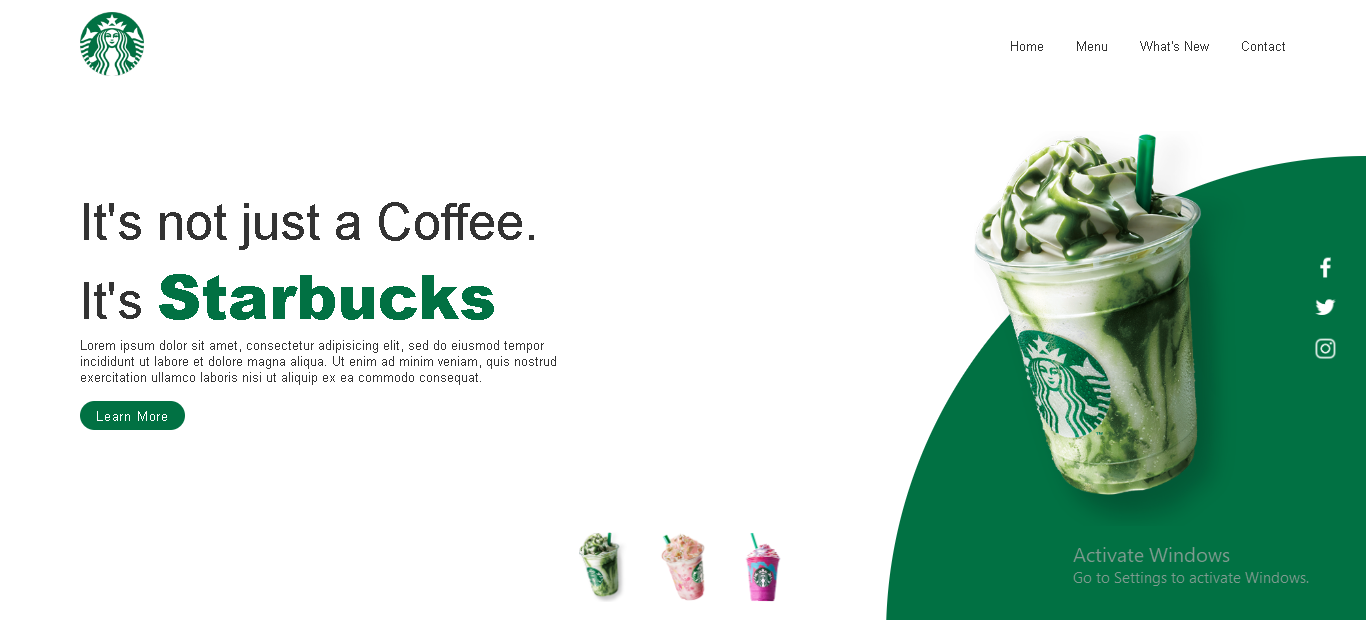 Home Menu What's New Contact
It's not just a Coffee.
It's Starbucks
Lorem ipsum dolor sit amet, consectetur adipisicing elit, sed do eiusmod tempor
incididunt ut labore et dolore magna aliqua. Ut enim ad minim veniam, quis nostrud
exercitation ullamco laboris nisi ut aliquip ex ea commodo consequat.
Learn More
Activate Windows
Go to Settings to activate Windows.